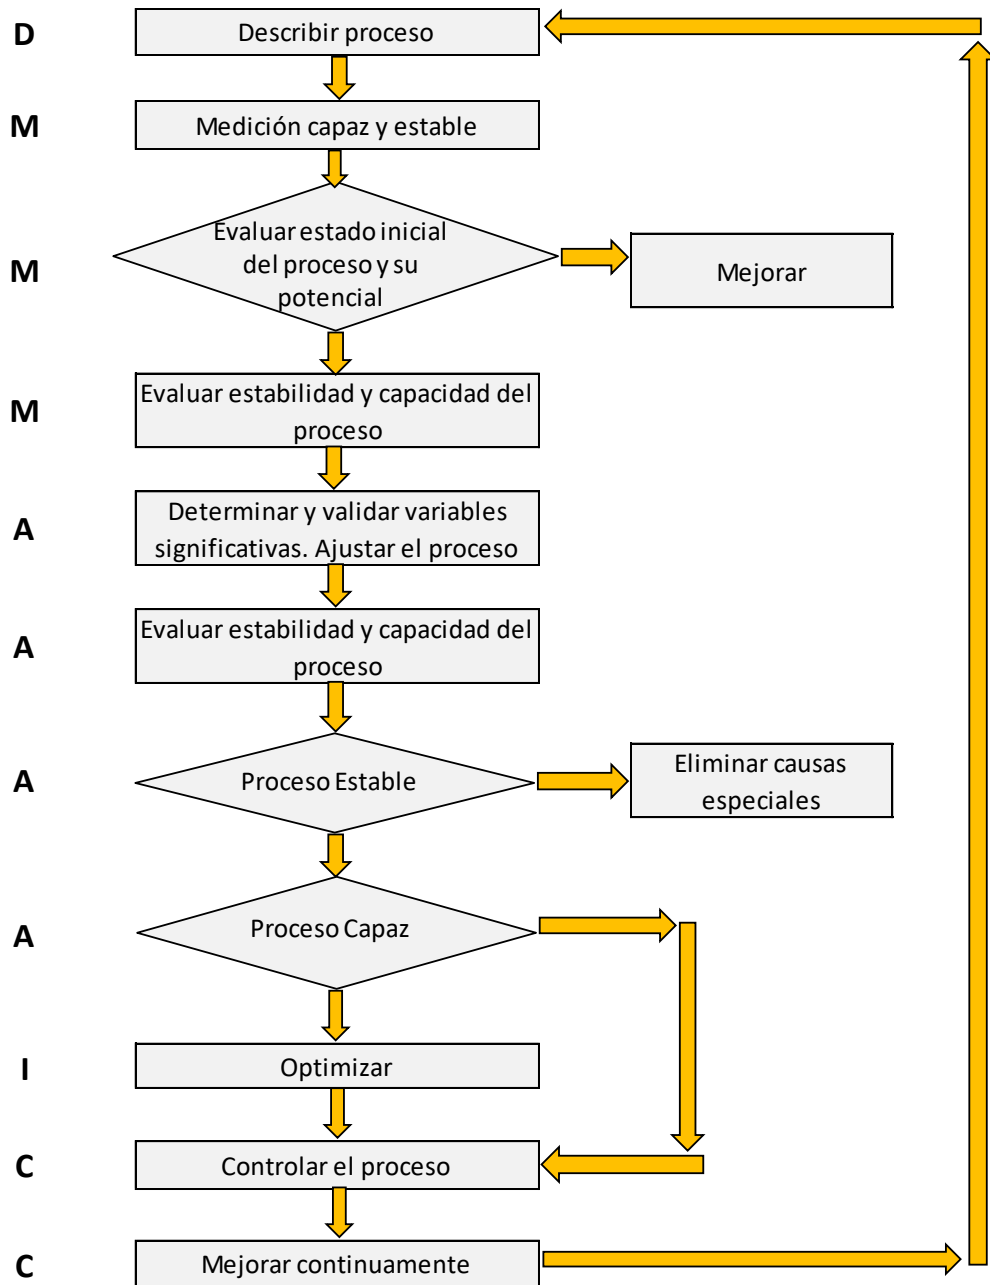 D
Describir proceso
M
Medición capaz y estable
M
Evaluar estado inicial
del proceso y su
potencial
Mejorar
M
Evaluar estabilidad y capacidad del
proceso
A
Determinar y validar variables
significativas. Ajustar el proceso
A
Evaluar estabilidad y capacidad del
proceso
A
Proceso Estable
Eliminar causas
especiales
A
Proceso Capaz
I
Optimizar
C
Controlar el proceso
C
Mejorar continuamente